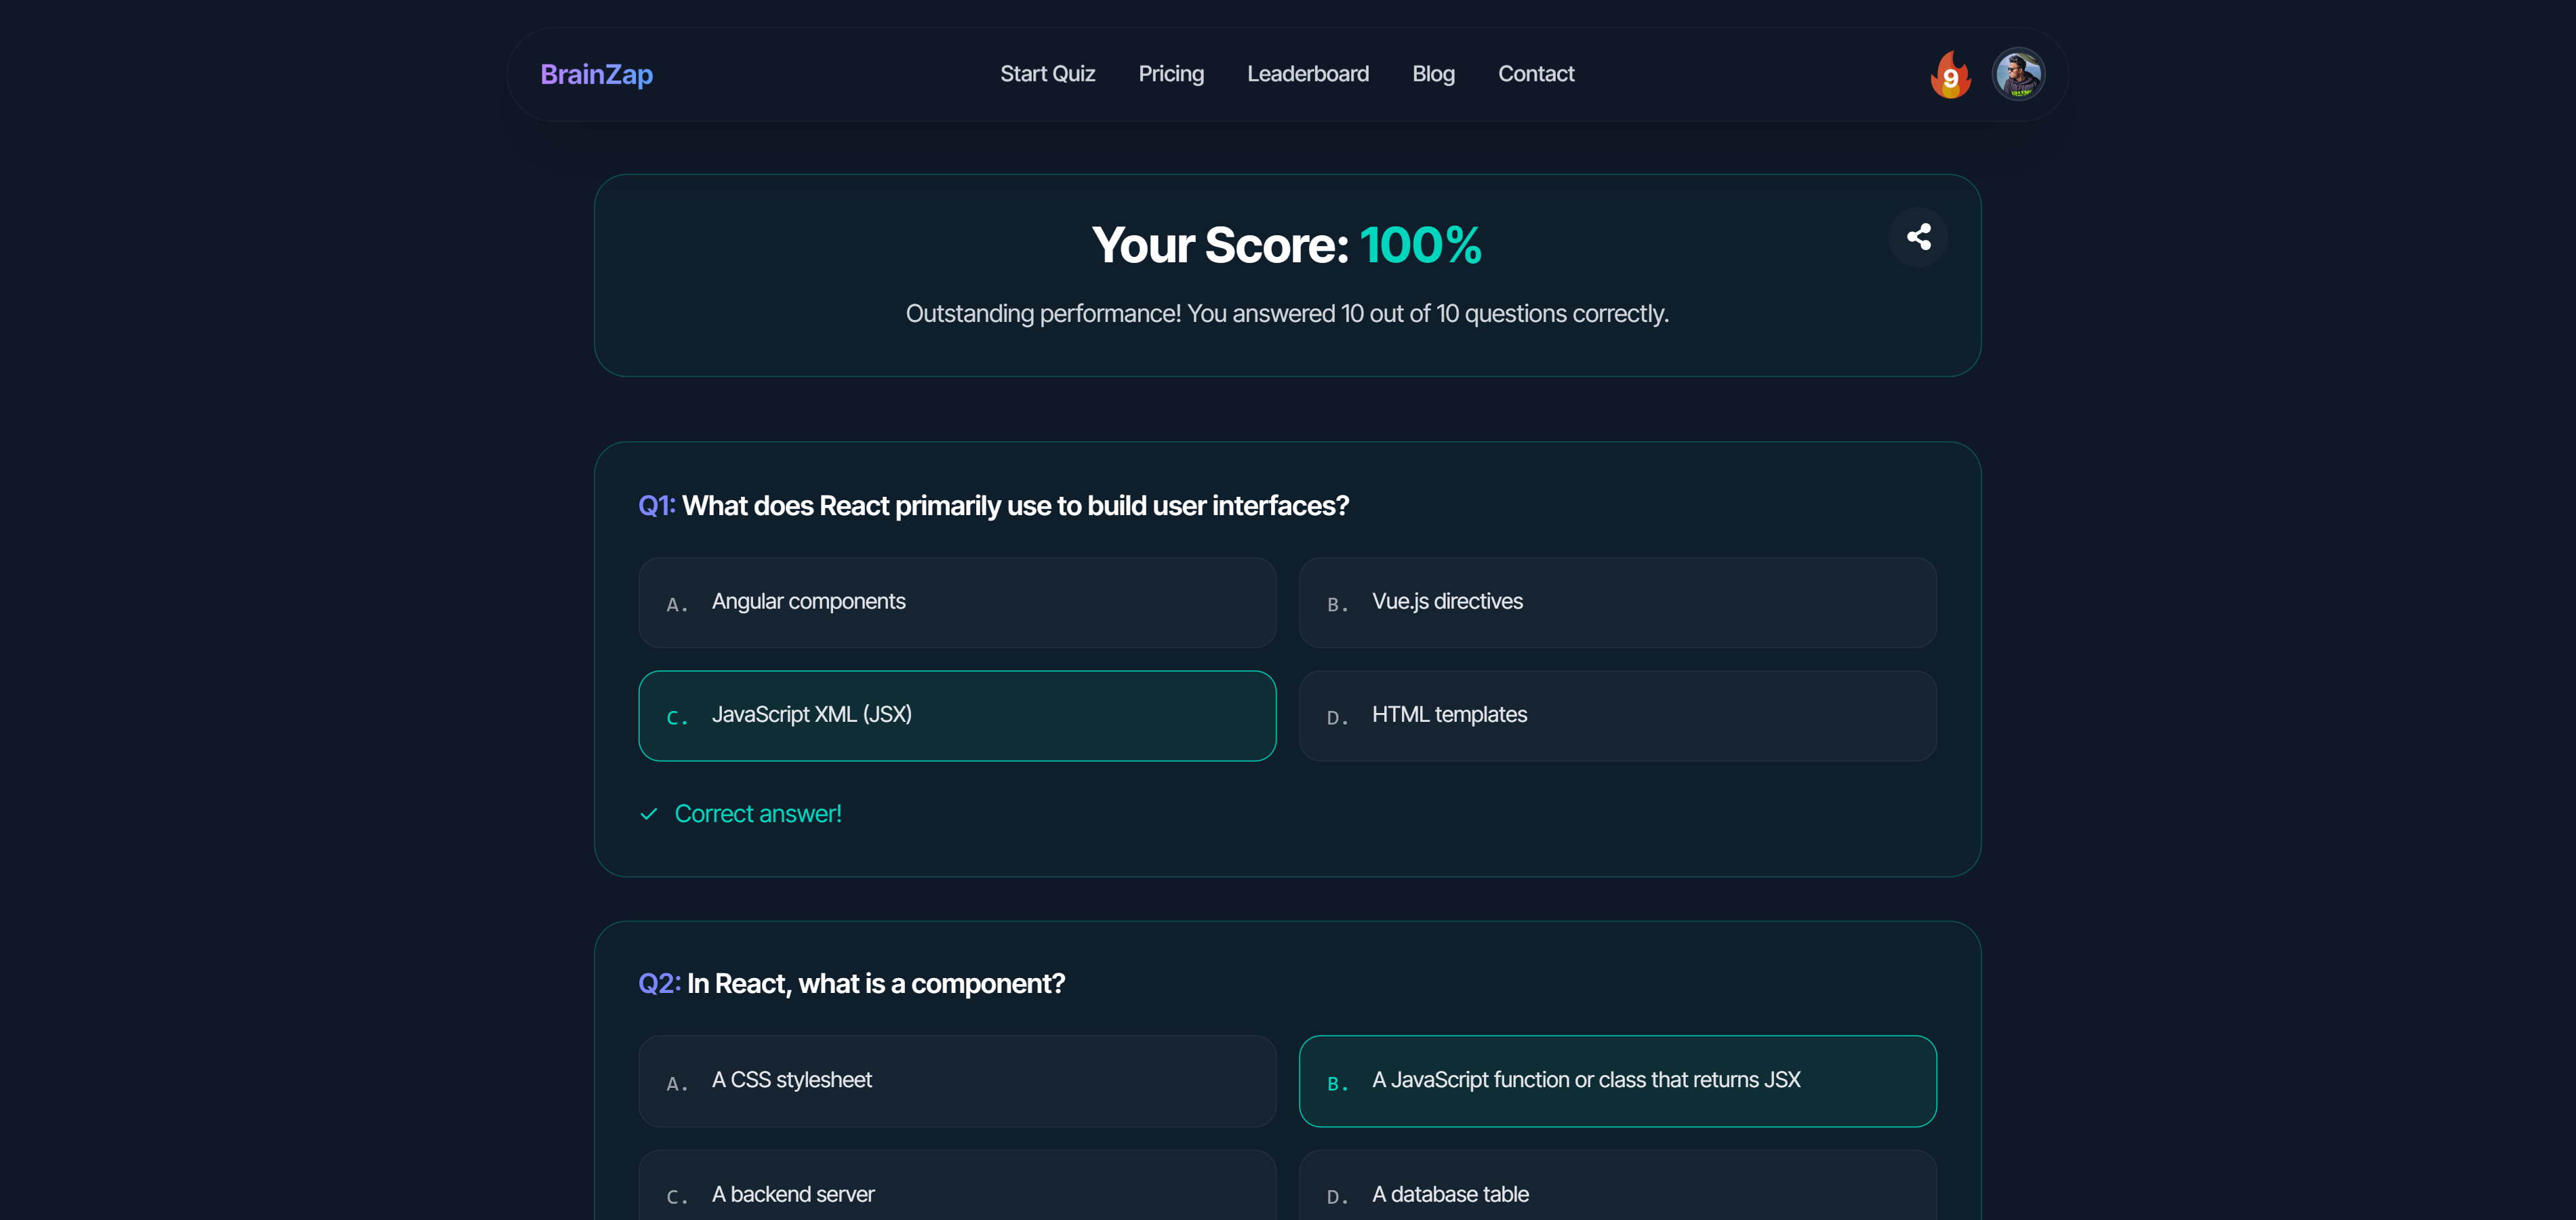 BrainZap
Start Quiz
Pricing
Leaderboard
Blog
Contact
9
Your Score: 100%
Outstanding performance! You answered 10 out of 10 questions correctly.
Q1: What does React primarily use to build user interfaces?
A. Angular components
B. Vue.js directives
C. JavaScript XML (JSX)
D. HTML templates
Correct answer!
Q2: In React, what is a component?
A. A CSS stylesheet
B. A JavaScript function or class that returns JSX
C. A backend server
D. A database table